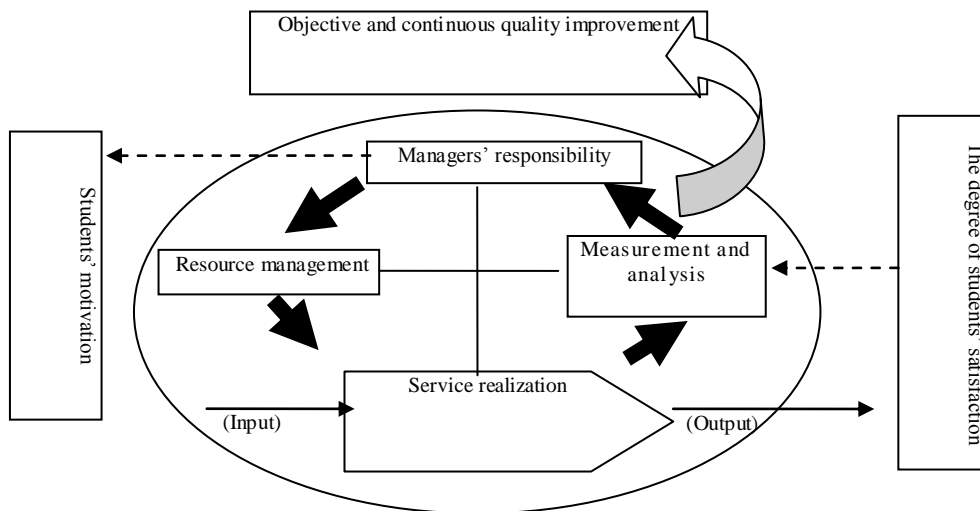 Objective and continuous quality improvement
Managers' responsibility
Students' motivation
Resource management
Measurement and
analysis
The degree of students' satisfaction
Service realization
(Input)
(Output)